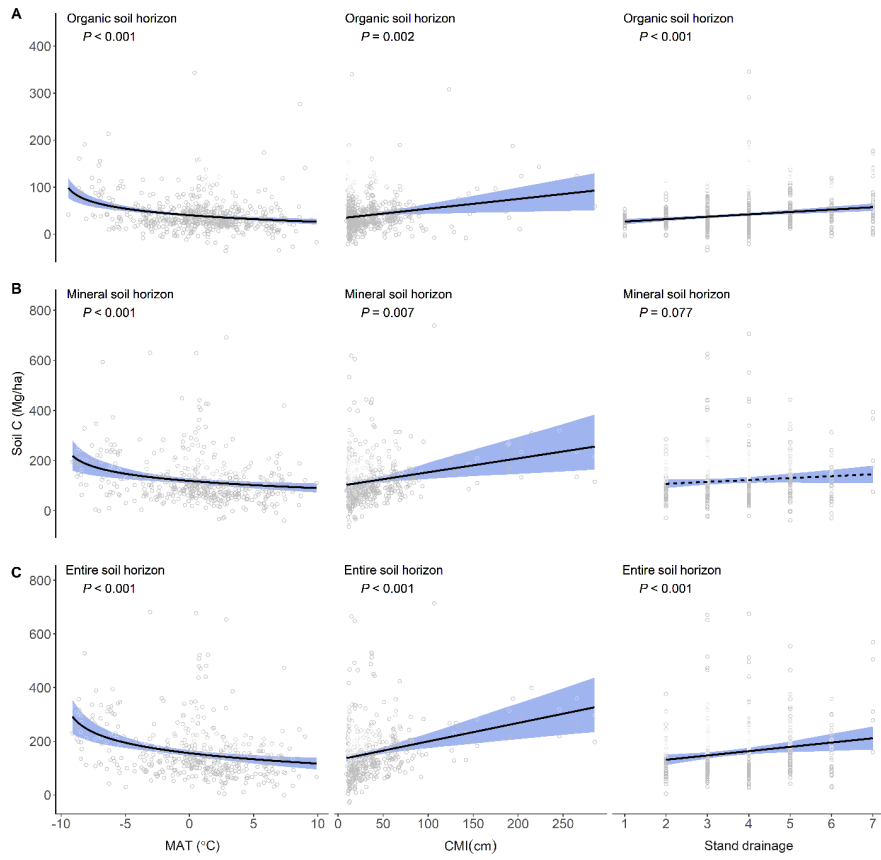 A
Organic soil horizon
P < 0.001
Organic soil horizon
P = 0.002
Organic soil horizon
P < 0.001
400
300
200
100
0
B
Mineral soil horizon
P < 0.001
Mineral soil horizon
P = 0.007
Mineral soil horizon
P = 0.077
800
600
400
200
0
Soil C (Mg/ha)
C
Entire soil horizon
P < 0.001
Entire soil horizon
P < 0.001
Entire soil horizon
P < 0.001
800
600
400
200
0
-10 -5 0 5 10
0 50 100 150 200 250
1 2 3 4 5 6 7
MAT (°C)
CMI(cm)
Stand drainage